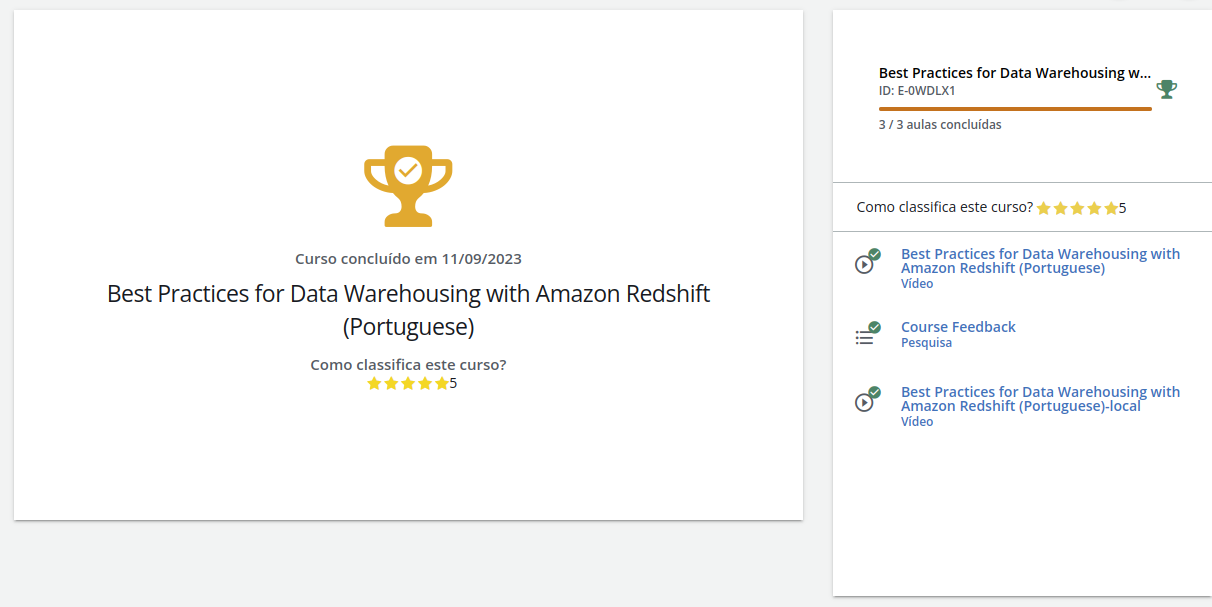 Curso concluído em 11/09/2023
Best Practices for Data Warehousing with Amazon Redshift
(Portuguese)
Como classifica este curso?
5
Best Practices for Data Warehousing w...
ID: E-0WDLX1
3 / 3 aulas concluídas
Como classifica este curso? 5
Best Practices for Data Warehousing with
Amazon Redshift (Portuguese)
Vídeo
Course Feedback
Pesquisa
Best Practices for Data Warehousing with
Amazon Redshift (Portuguese)-local
Vídeo